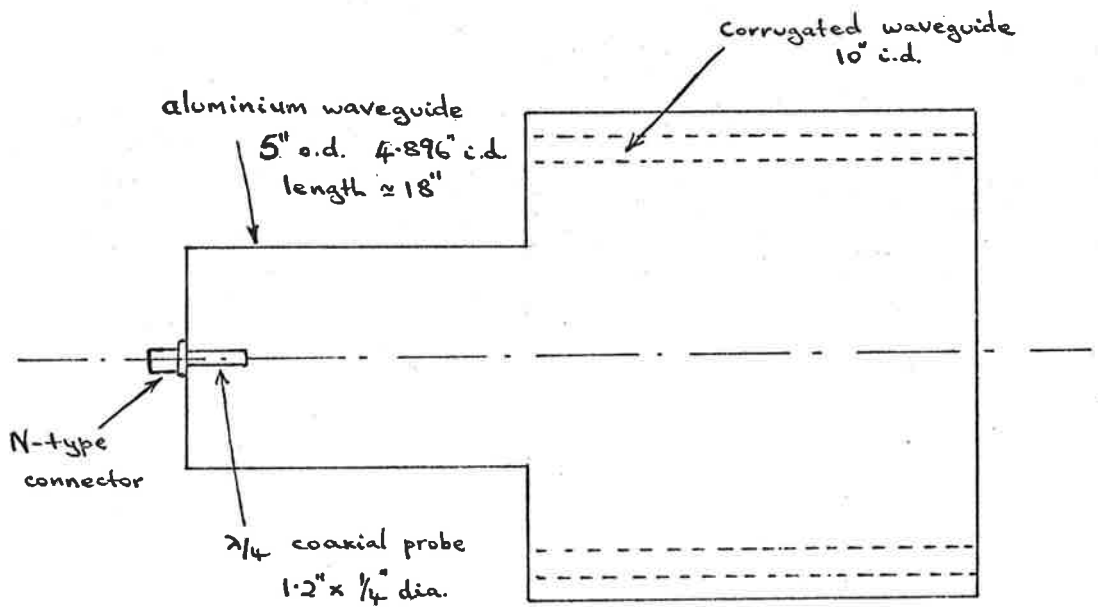 Corrugated waveguide
10" i.d.
aluminium waveguide
5" o.d. 4.896" i.d.
length ≃ 18"
N-type
connector
λ/4 coaxial probe
1.2" x 1/4" dia.